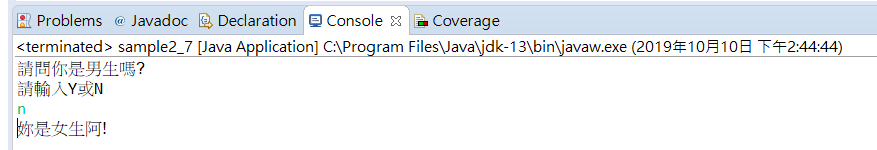 Problems @ Javadoc Declaration Console Coverage
<terminated> sample2_7 [Java Application] C:\Program Files\Java\jdk-13\bin\javaw.exe (2019年10月10日 下午2:44:44)
請問你是男生嗎?
請輸入Y或N
n
妳是女生阿!